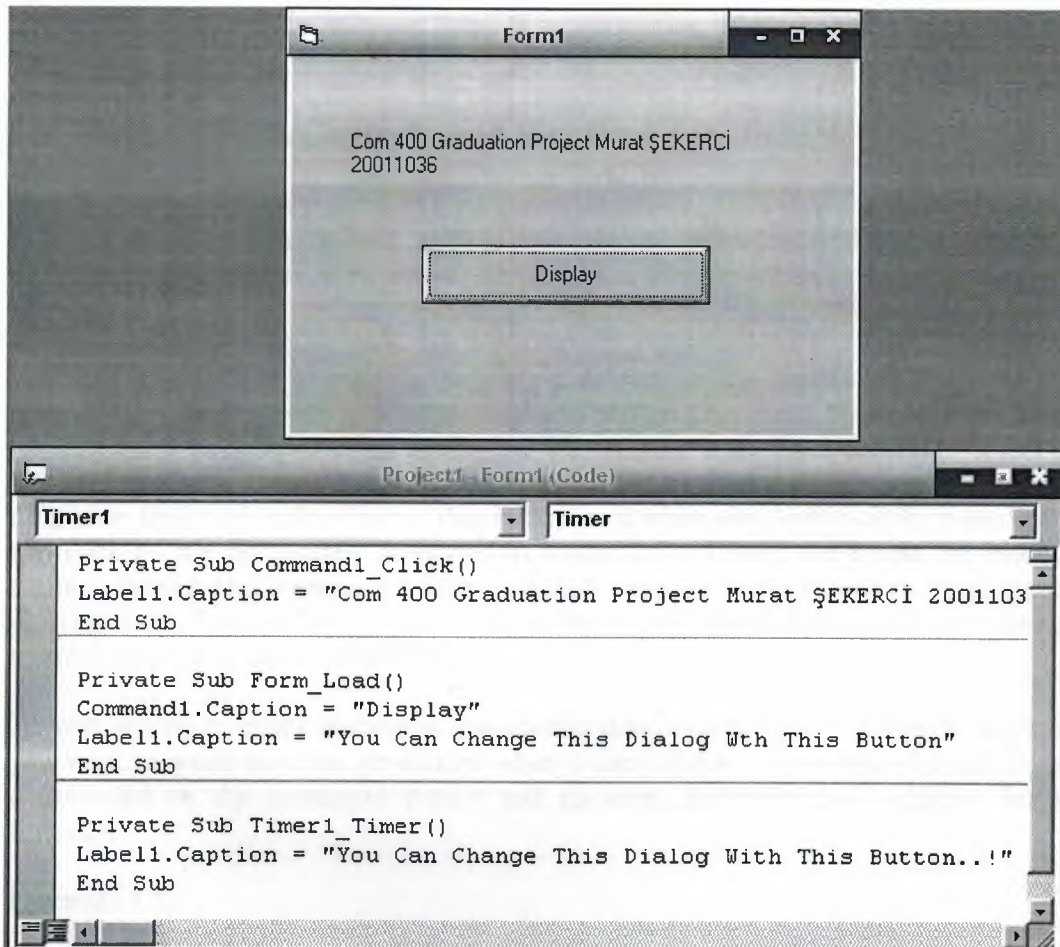 Form1
Com 400 Graduation Project Murat ŞEKERCİ
20011036
Display
Project1 - Form1 (Code)
Timer1
Timer
Private Sub Command1_Click()
Label1.Caption = "Com 400 Graduation Project Murat ŞEKERCİ 2001103
End Sub
Private Sub Form_Load()
Command1.Caption = "Display"
Label1.Caption = "You Can Change This Dialog Wth This Button"
End Sub
Private Sub Timer1_Timer()
Label1.Caption = "You Can Change This Dialog With This Button..!"
End Sub